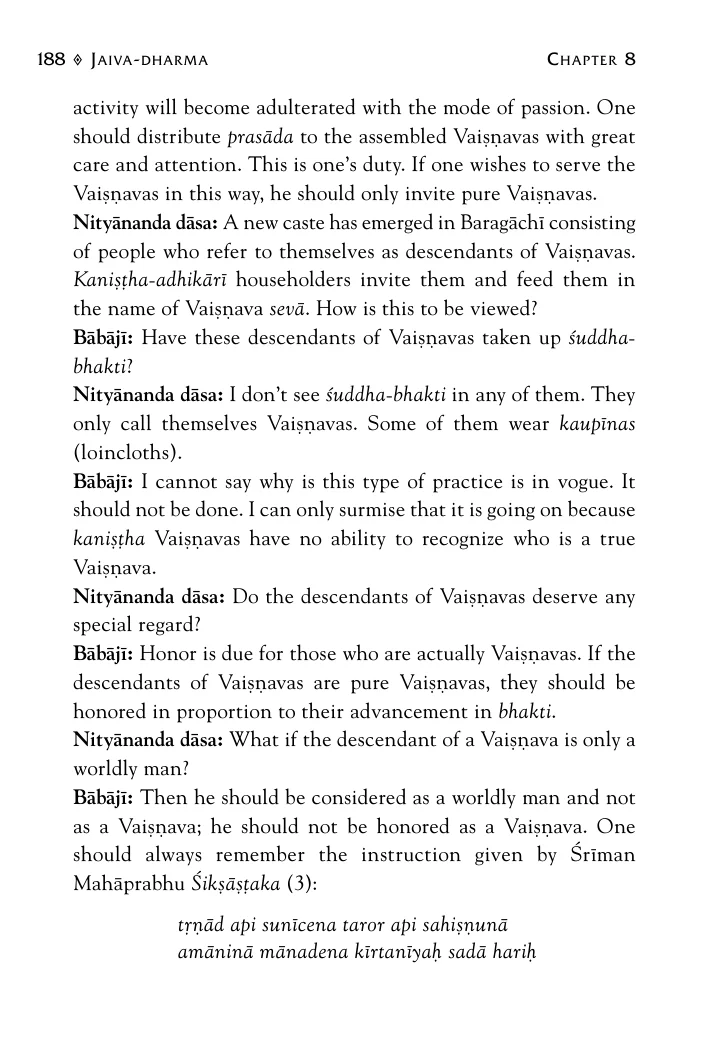 188 ◈ JAIVA-DHARMA CHAPTER 8
activity will become adulterated with the mode of passion. One
should distribute prasāda to the assembled Vaiṣṇavas with great
care and attention. This is one’s duty. If one wishes to serve the
Vaiṣṇavas in this way, he should only invite pure Vaiṣṇavas.
Nityānanda dāsa: A new caste has emerged in Baragāchī consisting
of people who refer to themselves as descendants of Vaiṣṇavas.
Kaniṣṭha-adhikārī householders invite them and feed them in
the name of Vaiṣṇava sevā. How is this to be viewed?
Bābājī: Have these descendants of Vaiṣṇavas taken up śuddha-
bhakti?
Nityānanda dāsa: I don’t see śuddha-bhakti in any of them. They
only call themselves Vaiṣṇavas. Some of them wear kaupīnas
(loincloths).
Bābājī: I cannot say why is this type of practice is in vogue. It
should not be done. I can only surmise that it is going on because
kaniṣṭha Vaiṣṇavas have no ability to recognize who is a true
Vaiṣṇava.
Nityānanda dāsa: Do the descendants of Vaiṣṇavas deserve any
special regard?
Bābājī: Honor is due for those who are actually Vaiṣṇavas. If the
descendants of Vaiṣṇavas are pure Vaiṣṇavas, they should be
honored in proportion to their advancement in bhakti.
Nityānanda dāsa: What if the descendant of a Vaiṣṇava is only a
worldly man?
Bābājī: Then he should be considered as a worldly man and not
as a Vaiṣṇava; he should not be honored as a Vaiṣṇava. One
should always remember the instruction given by Śrīman
Mahāprabhu Śikṣāṣṭaka (3):
tṛṇād api sunīcena taror api sahiṣṇunā
amāninā mānadena kīrtanīyaḥ sadā hariḥ